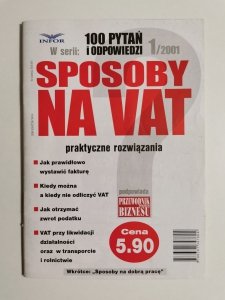 INFOR
W serii:
100 PYTAŃ
i ODPOWIEDZI
1/2001
SPOSOBY
NA VAT
praktyczne rozwiązania
Jak prawidłowo
wystawić fakturę
Kiedy można
a kiedy nie odliczyć VAT
Jak otrzymać
zwrot podatku
VAT przy likwidacji
działalności
oraz w transporcie
i rolnictwie
podpowiada
PRZEWODNIK
BIZNESU
Cena
5.90
Wkrótce: „Sposoby na dobrą pracę"